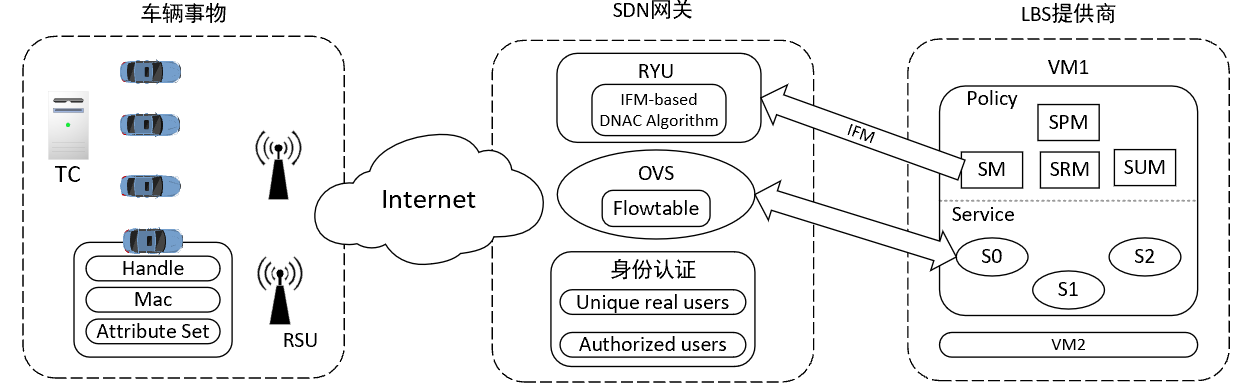 车辆事物
TC
Handle
Mac
Attribute Set
RSU
Internet
SDN网关
RYU
IFM-based
DNAC Algorithm
OVS
Flowtable
身份认证
Unique real users
Authorized users
IFM
LBS提供商
VM1
Policy
SPM
SM
SRM
SUM
Service
S0
S1
S2
VM2